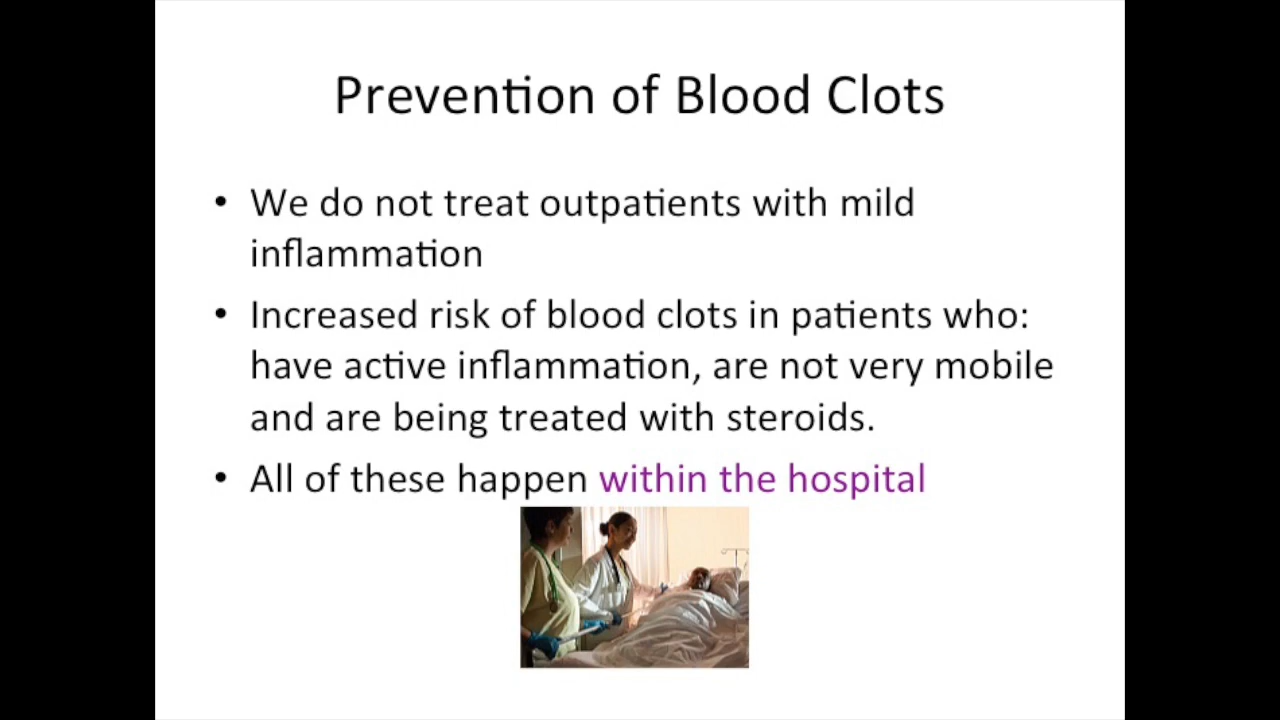 Prevention of Blood Clots
• We do not treat outpatients with mild
inflammation
• Increased risk of blood clots in patients who:
have active inflammation, are not very mobile
and are being treated with steroids.
• All of these happen within the hospital